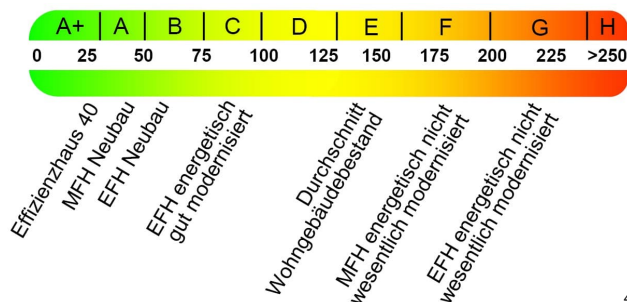 A+ A B C D E F G H
0 25 50 75 100 125 150 175 200 225 >250
Effizienzhaus 40
MFH Neubau
EFH Neubau
EFH energetisch
gut modernisiert
Durchschnitt
Wohngebäudebestand
MFH energetisch nicht
wesentlich modernisiert
EFH energetisch nicht
wesentlich modernisiert